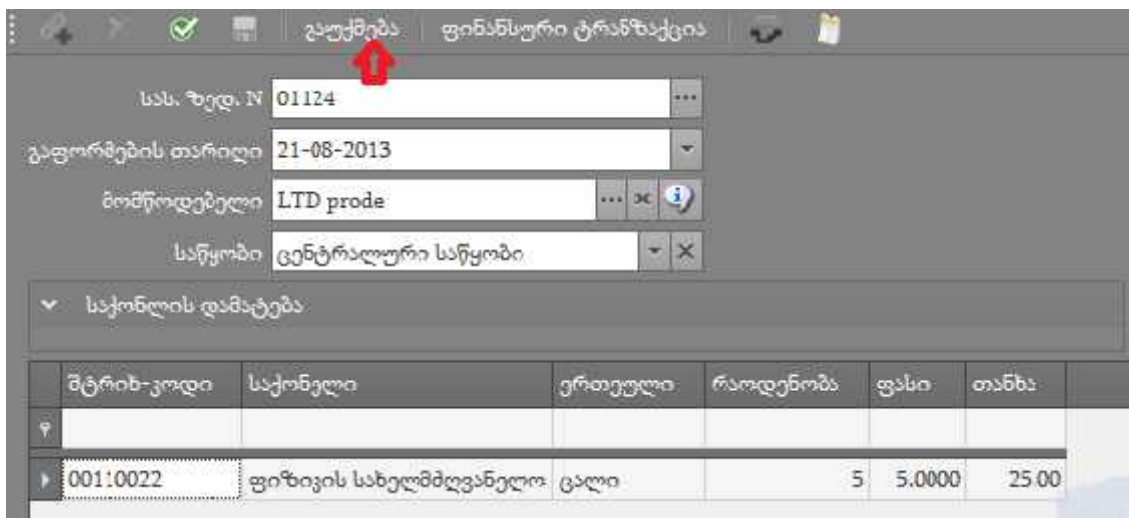 გაუქმება ფინანსური ტრანზაქცია
სას. ზედ. N 01124
გაფორმების თარიღი 21-08-2013
მომწოდებელი LTD prode
საწყობი ცენტრალური საწყობი
საქონლის დამატება
შტრიხ-კოდი საქონელი ერთეული რაოდენობა ფასი თანხა
00110022 ფიზიკის სახელმძღვანელო ცალი 5 5.0000 25.00